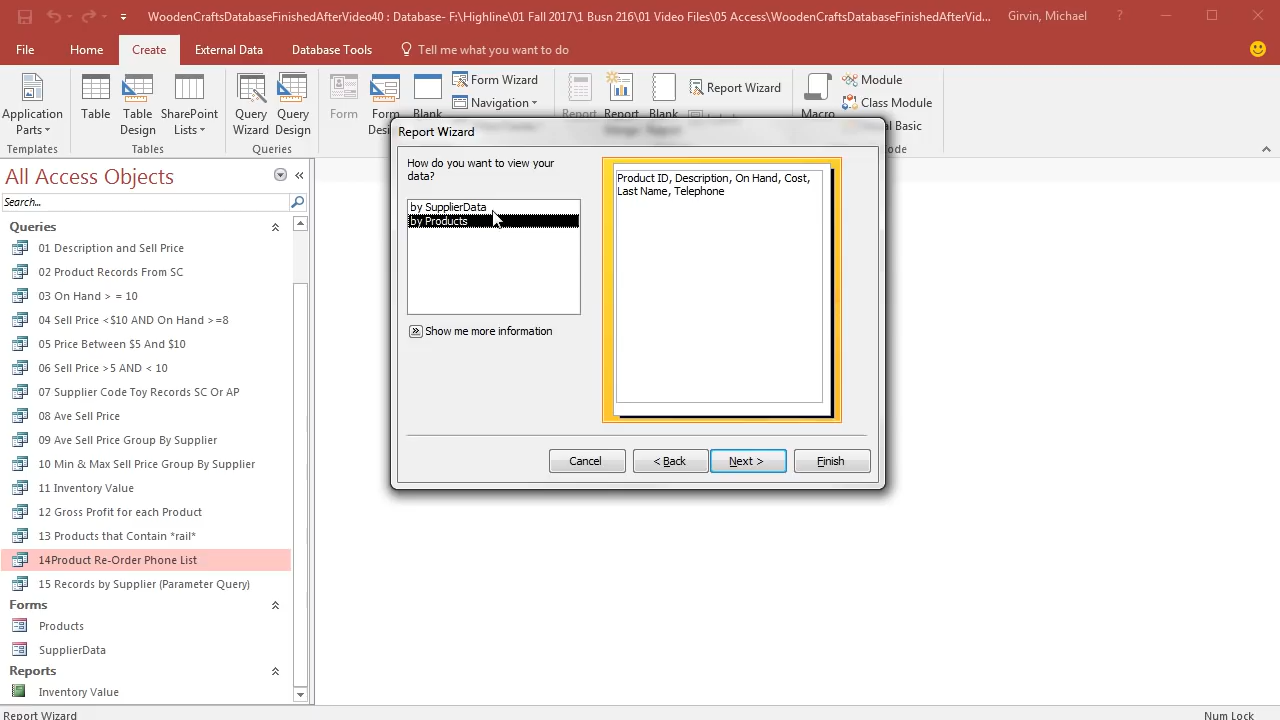 WoodenCraftsDatabaseFinishedAfterVideo40 : Database- F:\Highline\01 Fall 2017\1 Busn 216\01 Video Files\05 Access\WoodenCraftsDatabaseFinishedAfterVid... Girvin, Michael ?
File Home Create External Data Database Tools Tell me what you want to do
Application Parts Table Table Design SharePoint Lists Query Wizard Query Design Form Form Desi Blank Form Wizard Navigation Report Report Blank Report Wizard Macro Module Class Module al Basic
Templates Tables Queries ode
All Access Objects
Search...
Queries
01 Description and Sell Price
02 Product Records From SC
03 On Hand > = 10
04 Sell Price <$10 AND On Hand >=8
05 Price Between $5 And $10
06 Sell Price >5 AND < 10
07 Supplier Code Toy Records SC Or AP
08 Ave Sell Price
09 Ave Sell Price Group By Supplier
10 Min & Max Sell Price Group By Supplier
11 Inventory Value
12 Gross Profit for each Product
13 Products that Contain *rail*
14Product Re-Order Phone List
15 Records by Supplier (Parameter Query)
Forms
Products
SupplierData
Reports
Inventory Value
Report Wizard
How do you want to view your
data?
by SupplierData
by Products
Show me more information
Product ID, Description, On Hand, Cost,
Last Name, Telephone
Cancel < Back Next > Finish
Report Wizard Num Lock